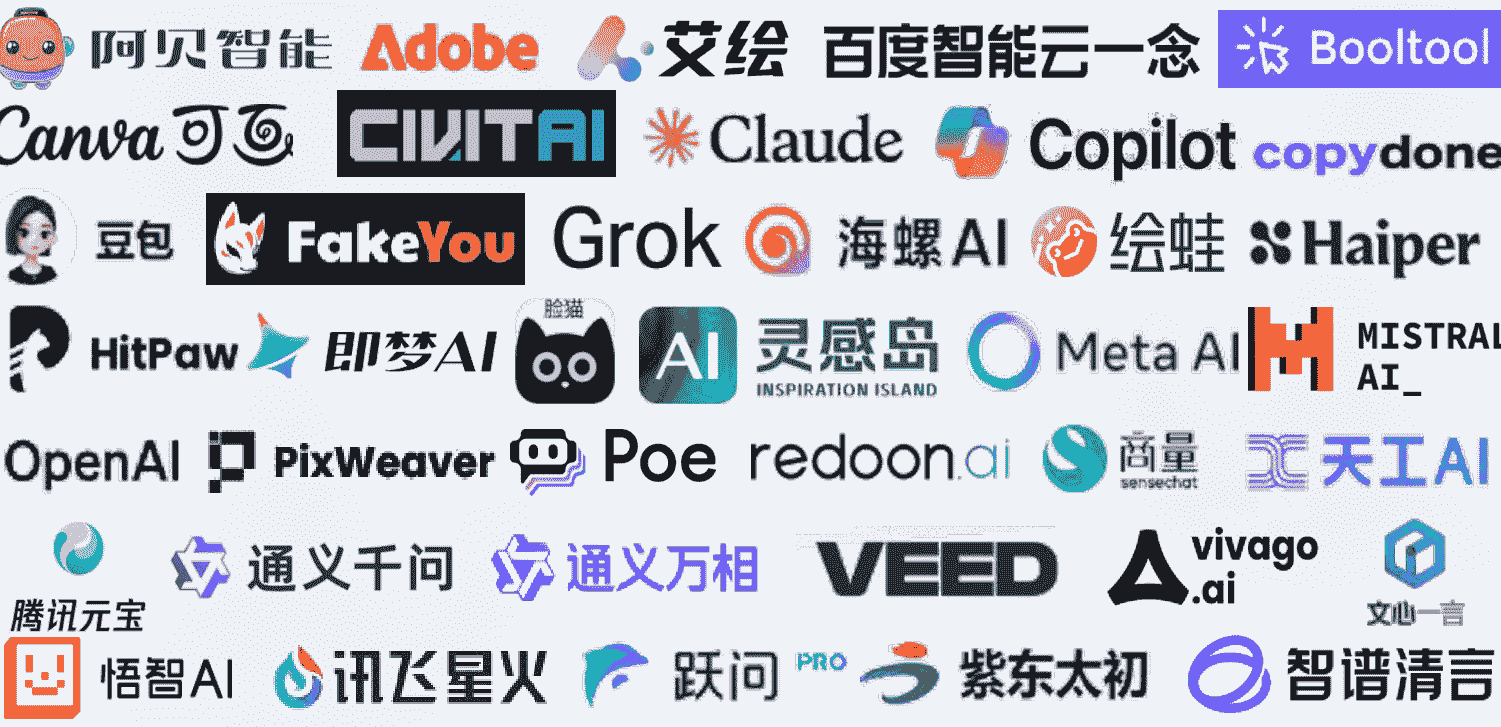 阿贝智能 Adobe 艾绘 百度智能云一念 Booltool
Canva可画 CIVITAI Claude Copilot copydone
豆包 FakeYou Grok 海螺AI 绘蛙 Haiper
HitPaw 即梦AI 脸猫 AI 灵感岛 INSPIRATION ISLAND Meta AI MISTRAL AI_
OpenAI PixWeaver Poe redoon.ai 商量 sensechat 天工AI
腾讯元宝 通义千问 通义万相 VEED vivago.ai 文心一言
悟智AI 讯飞星火 跃问 PRO 紫东太初 智谱清言